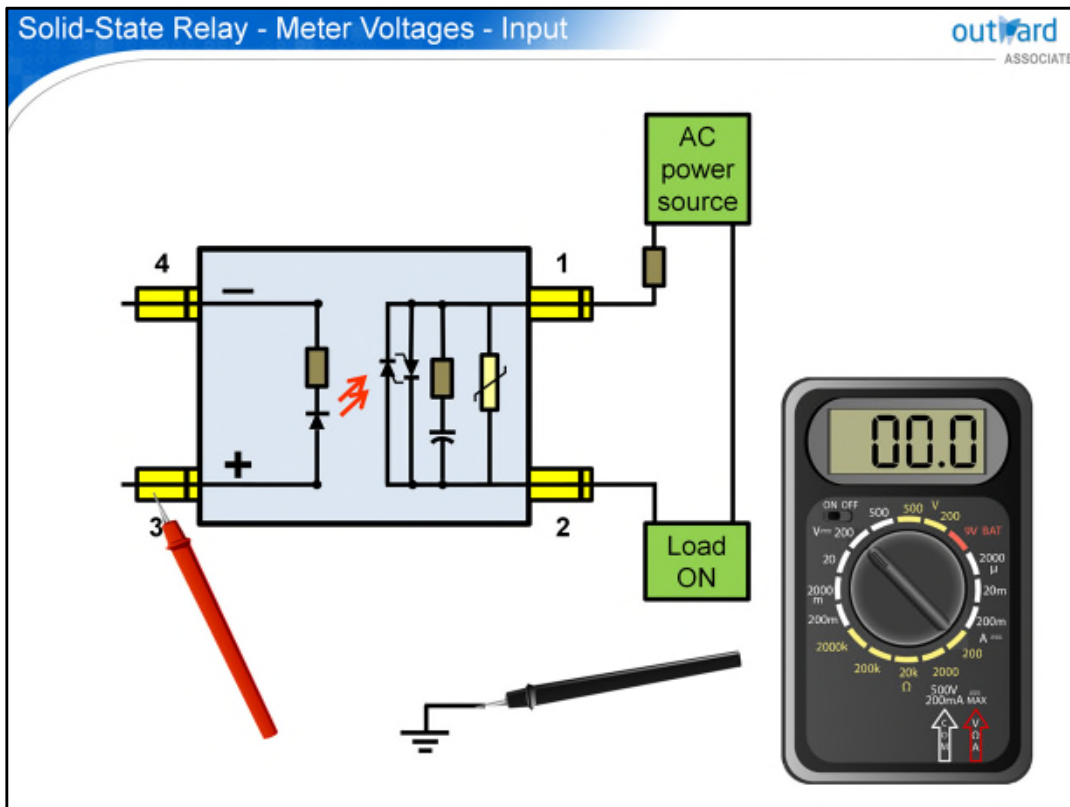 Solid-State Relay - Meter Voltages - Input
outward
ASSOCIATE
AC
power
source
4
1
−
+
3
2
Load
ON
00.0
ON OFF
500
500
V
200
9V BAT
V 200
20
2000
m
200m
2000k
200k
20k
Ω
2000
200
2000
µ
20m
200m
A
500V
200mA
MAX
COM
VΩA